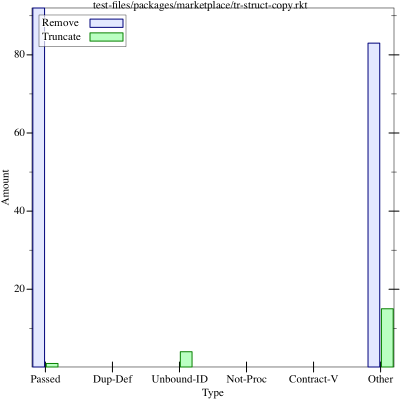 test-files/packages/marketplace/tr-struct-copy.rkt
Remove
Truncate
80
60
40
20
Amount
Passed Dup-Def Unbound-ID Not-Proc Contract-V Other
Type